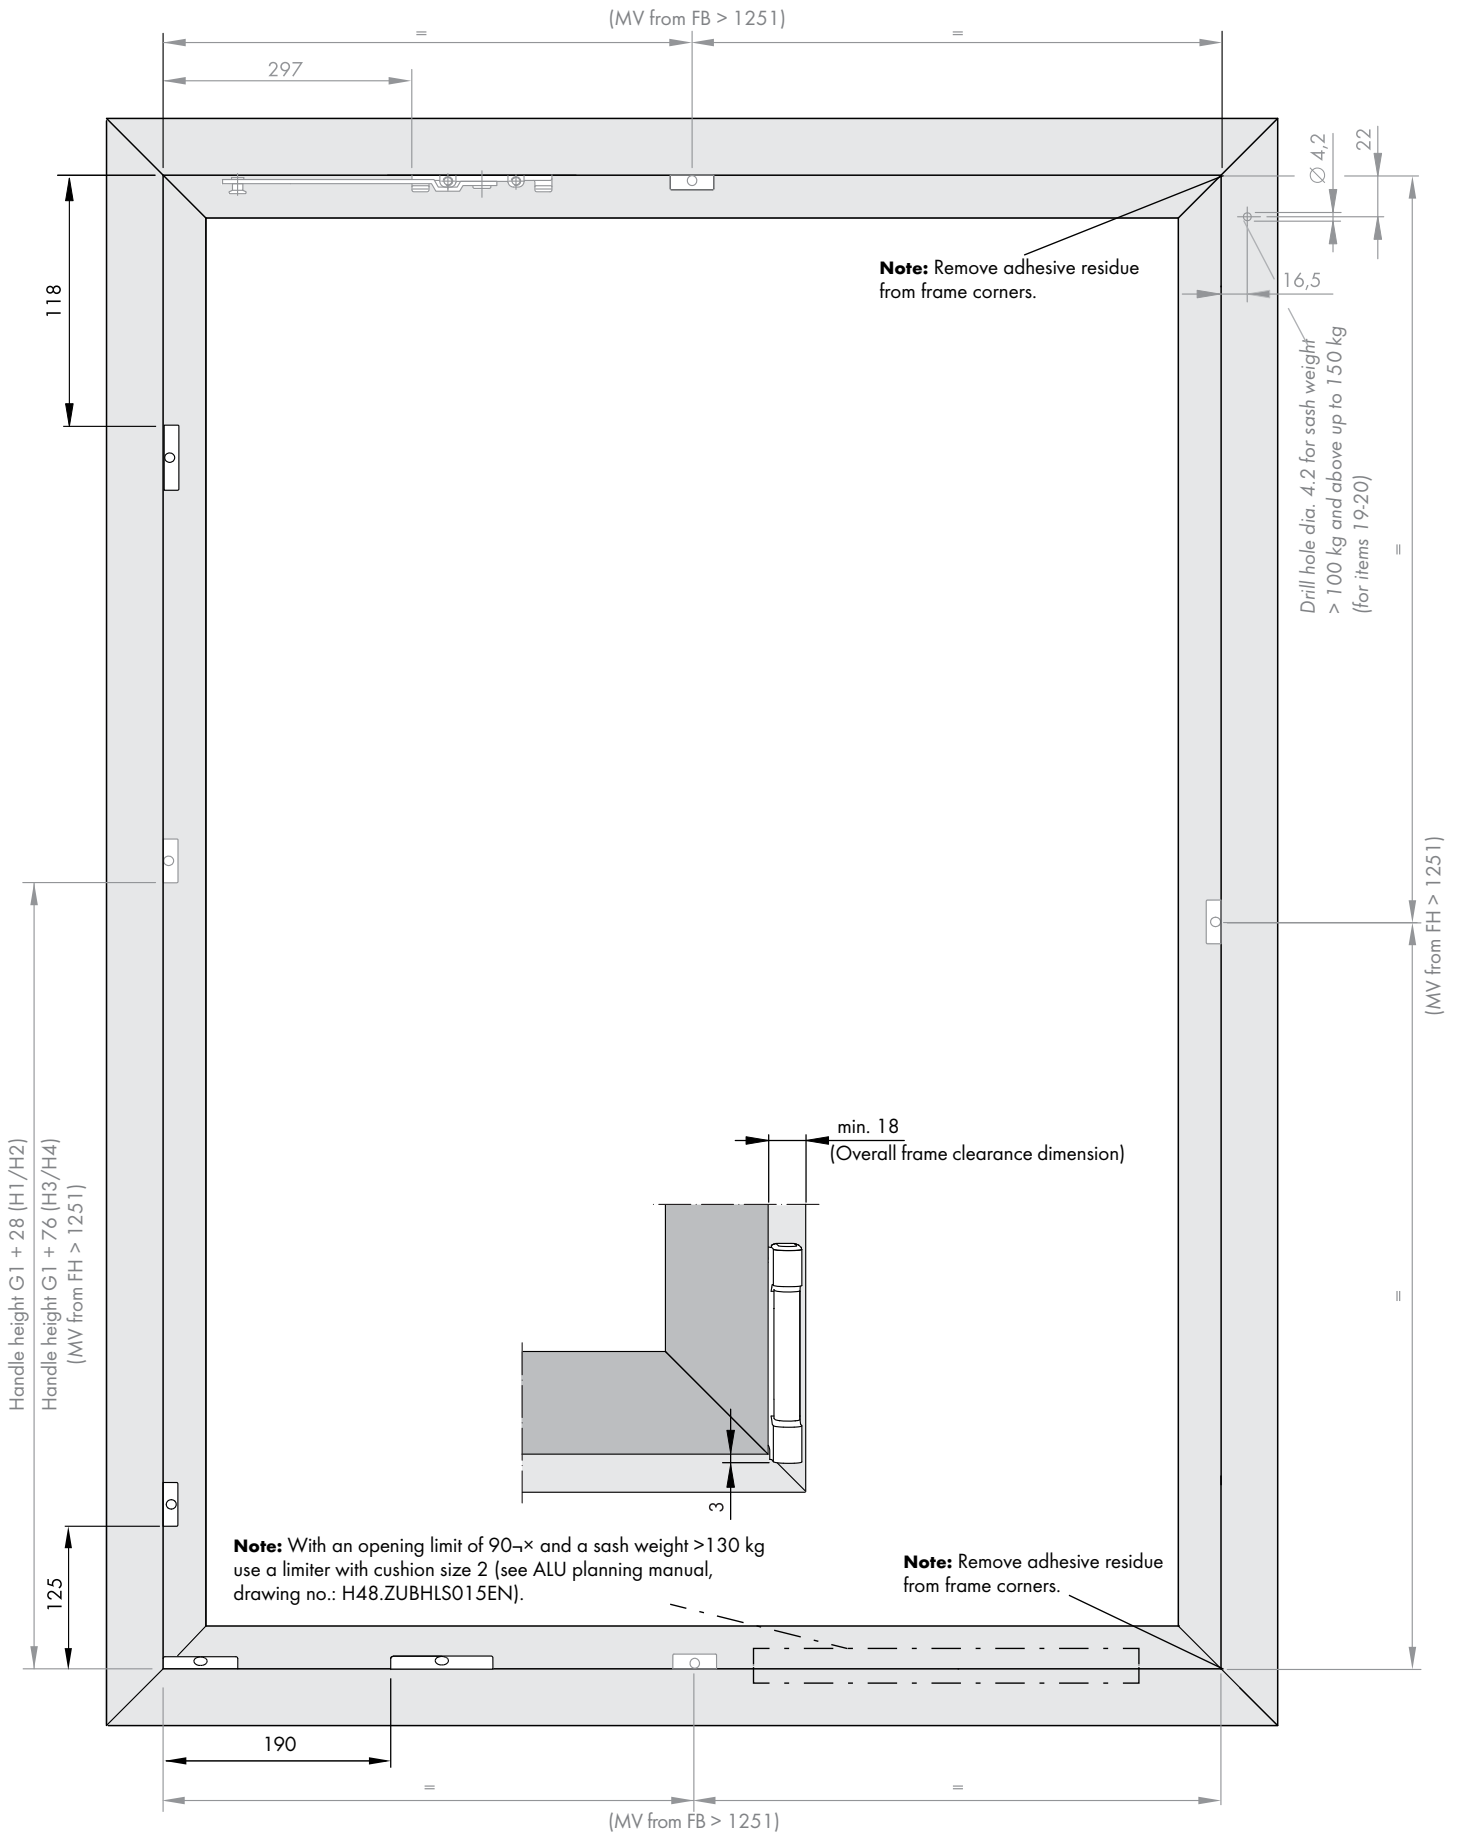 (MV from FB > 1251)
=
=
297
Ø 4,2
22
118
Note: Remove adhesive residue
from frame corners.
16,5
Drill hole dia. 4.2 for sash weight
> 100 kg and above up to 150 kg
(for items 19-20)
=
(MV from FH > 1251)
min. 18
(Overall frame clearance dimension)
Handle height G1 + 28 (H1/H2)
Handle height G1 + 76 (H3/H4)
(MV from FH > 1251)
=
3
Note: With an opening limit of 90¬× and a sash weight >130 kg
use a limiter with cushion size 2 (see ALU planning manual,
drawing no.: H48.ZUBHLS015EN).
Note: Remove adhesive residue
from frame corners.
125
190
=
=
(MV from FB > 1251)